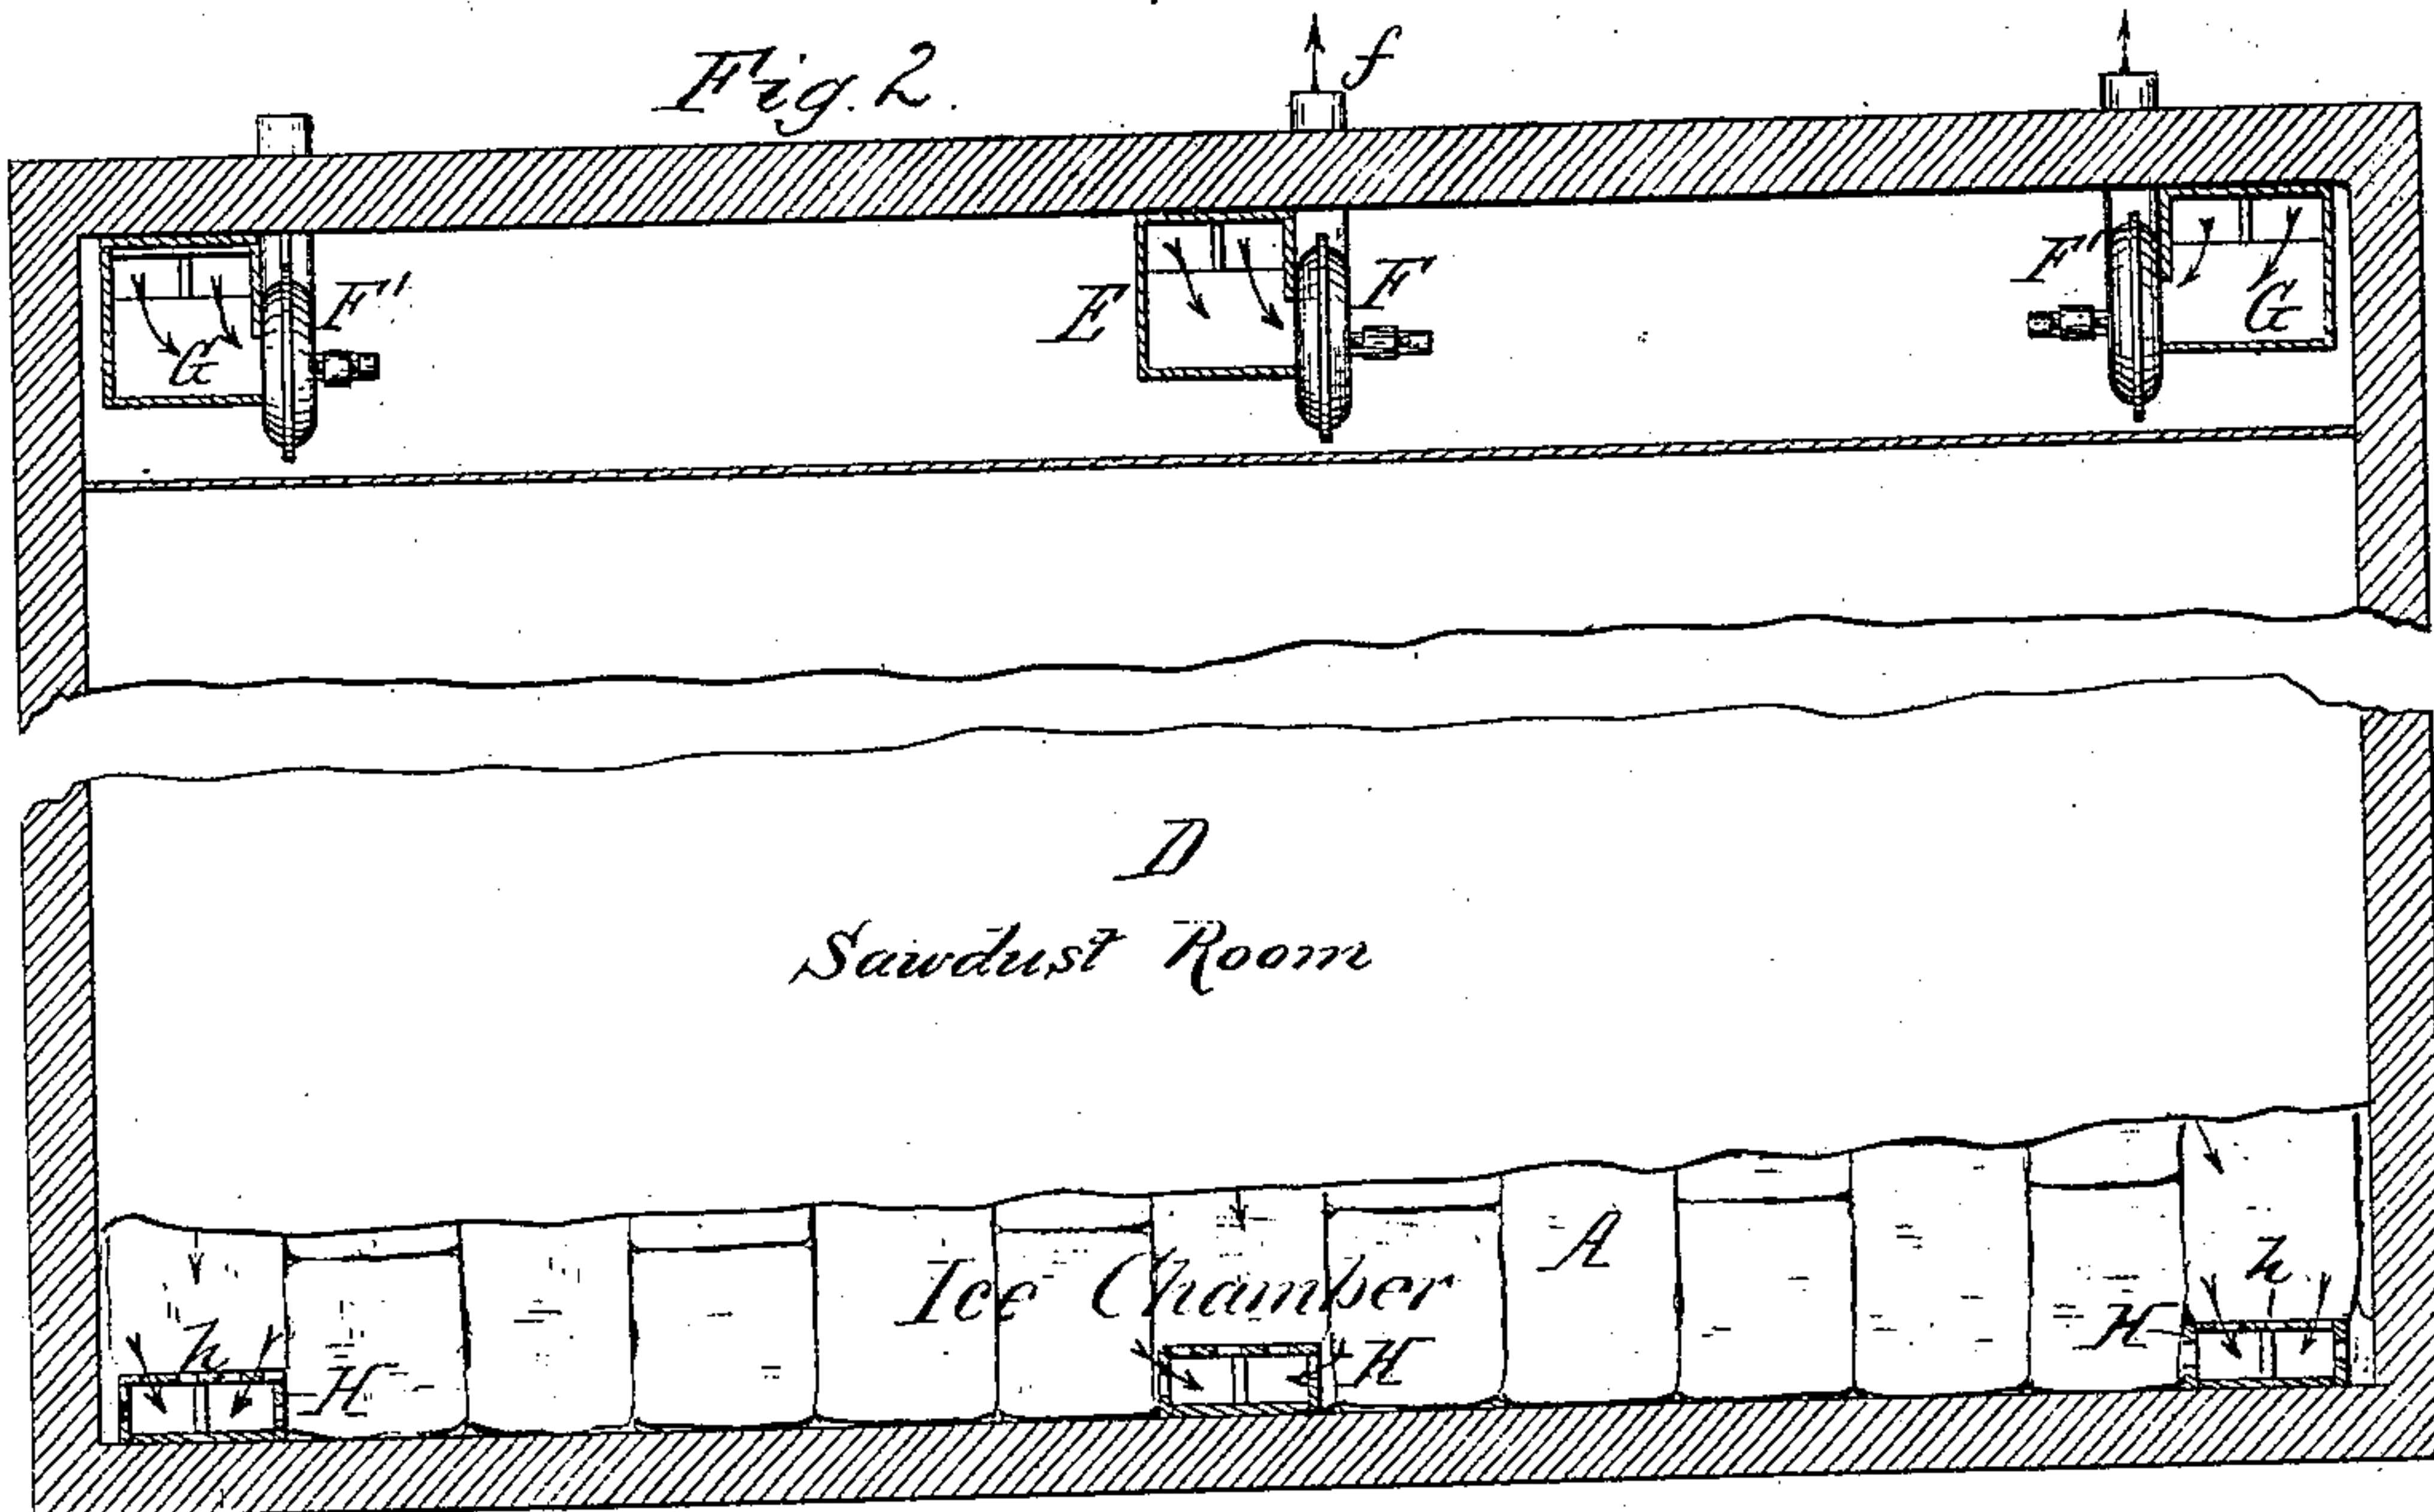 Fig. 2.
f
F'
E
F
F'
G
G
D
Sawdust Room
A
Ice Chamber
h
h
H
H
H